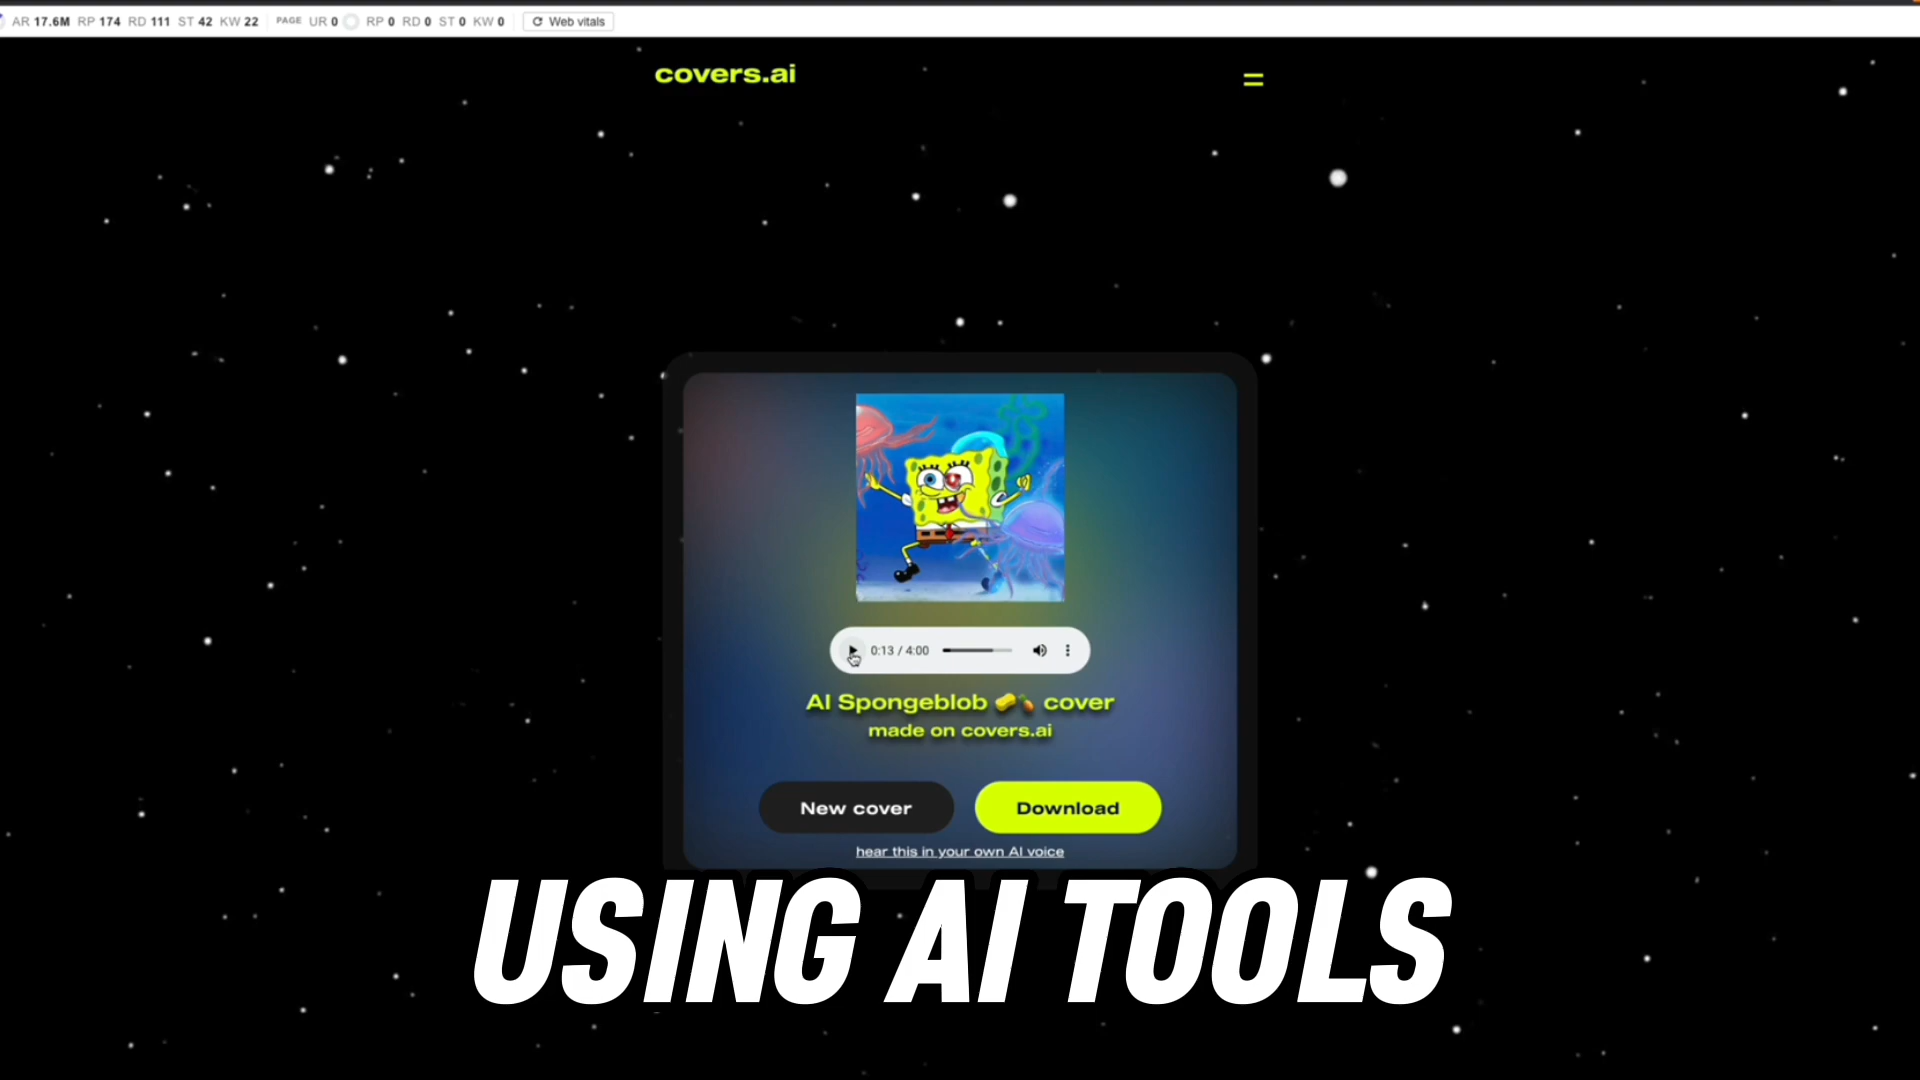 AR 17.6M RP 174 RD 111 ST 42 KW 22 PAGE UR 0 RP 0 RD 0 ST 0 KW 0 Web vitals
covers.ai
0:13 / 4:00
AI Spongeblob 🧽🥭 cover
made on covers.ai
New cover Download
hear this in your own AI voice
USING AI TOOLS